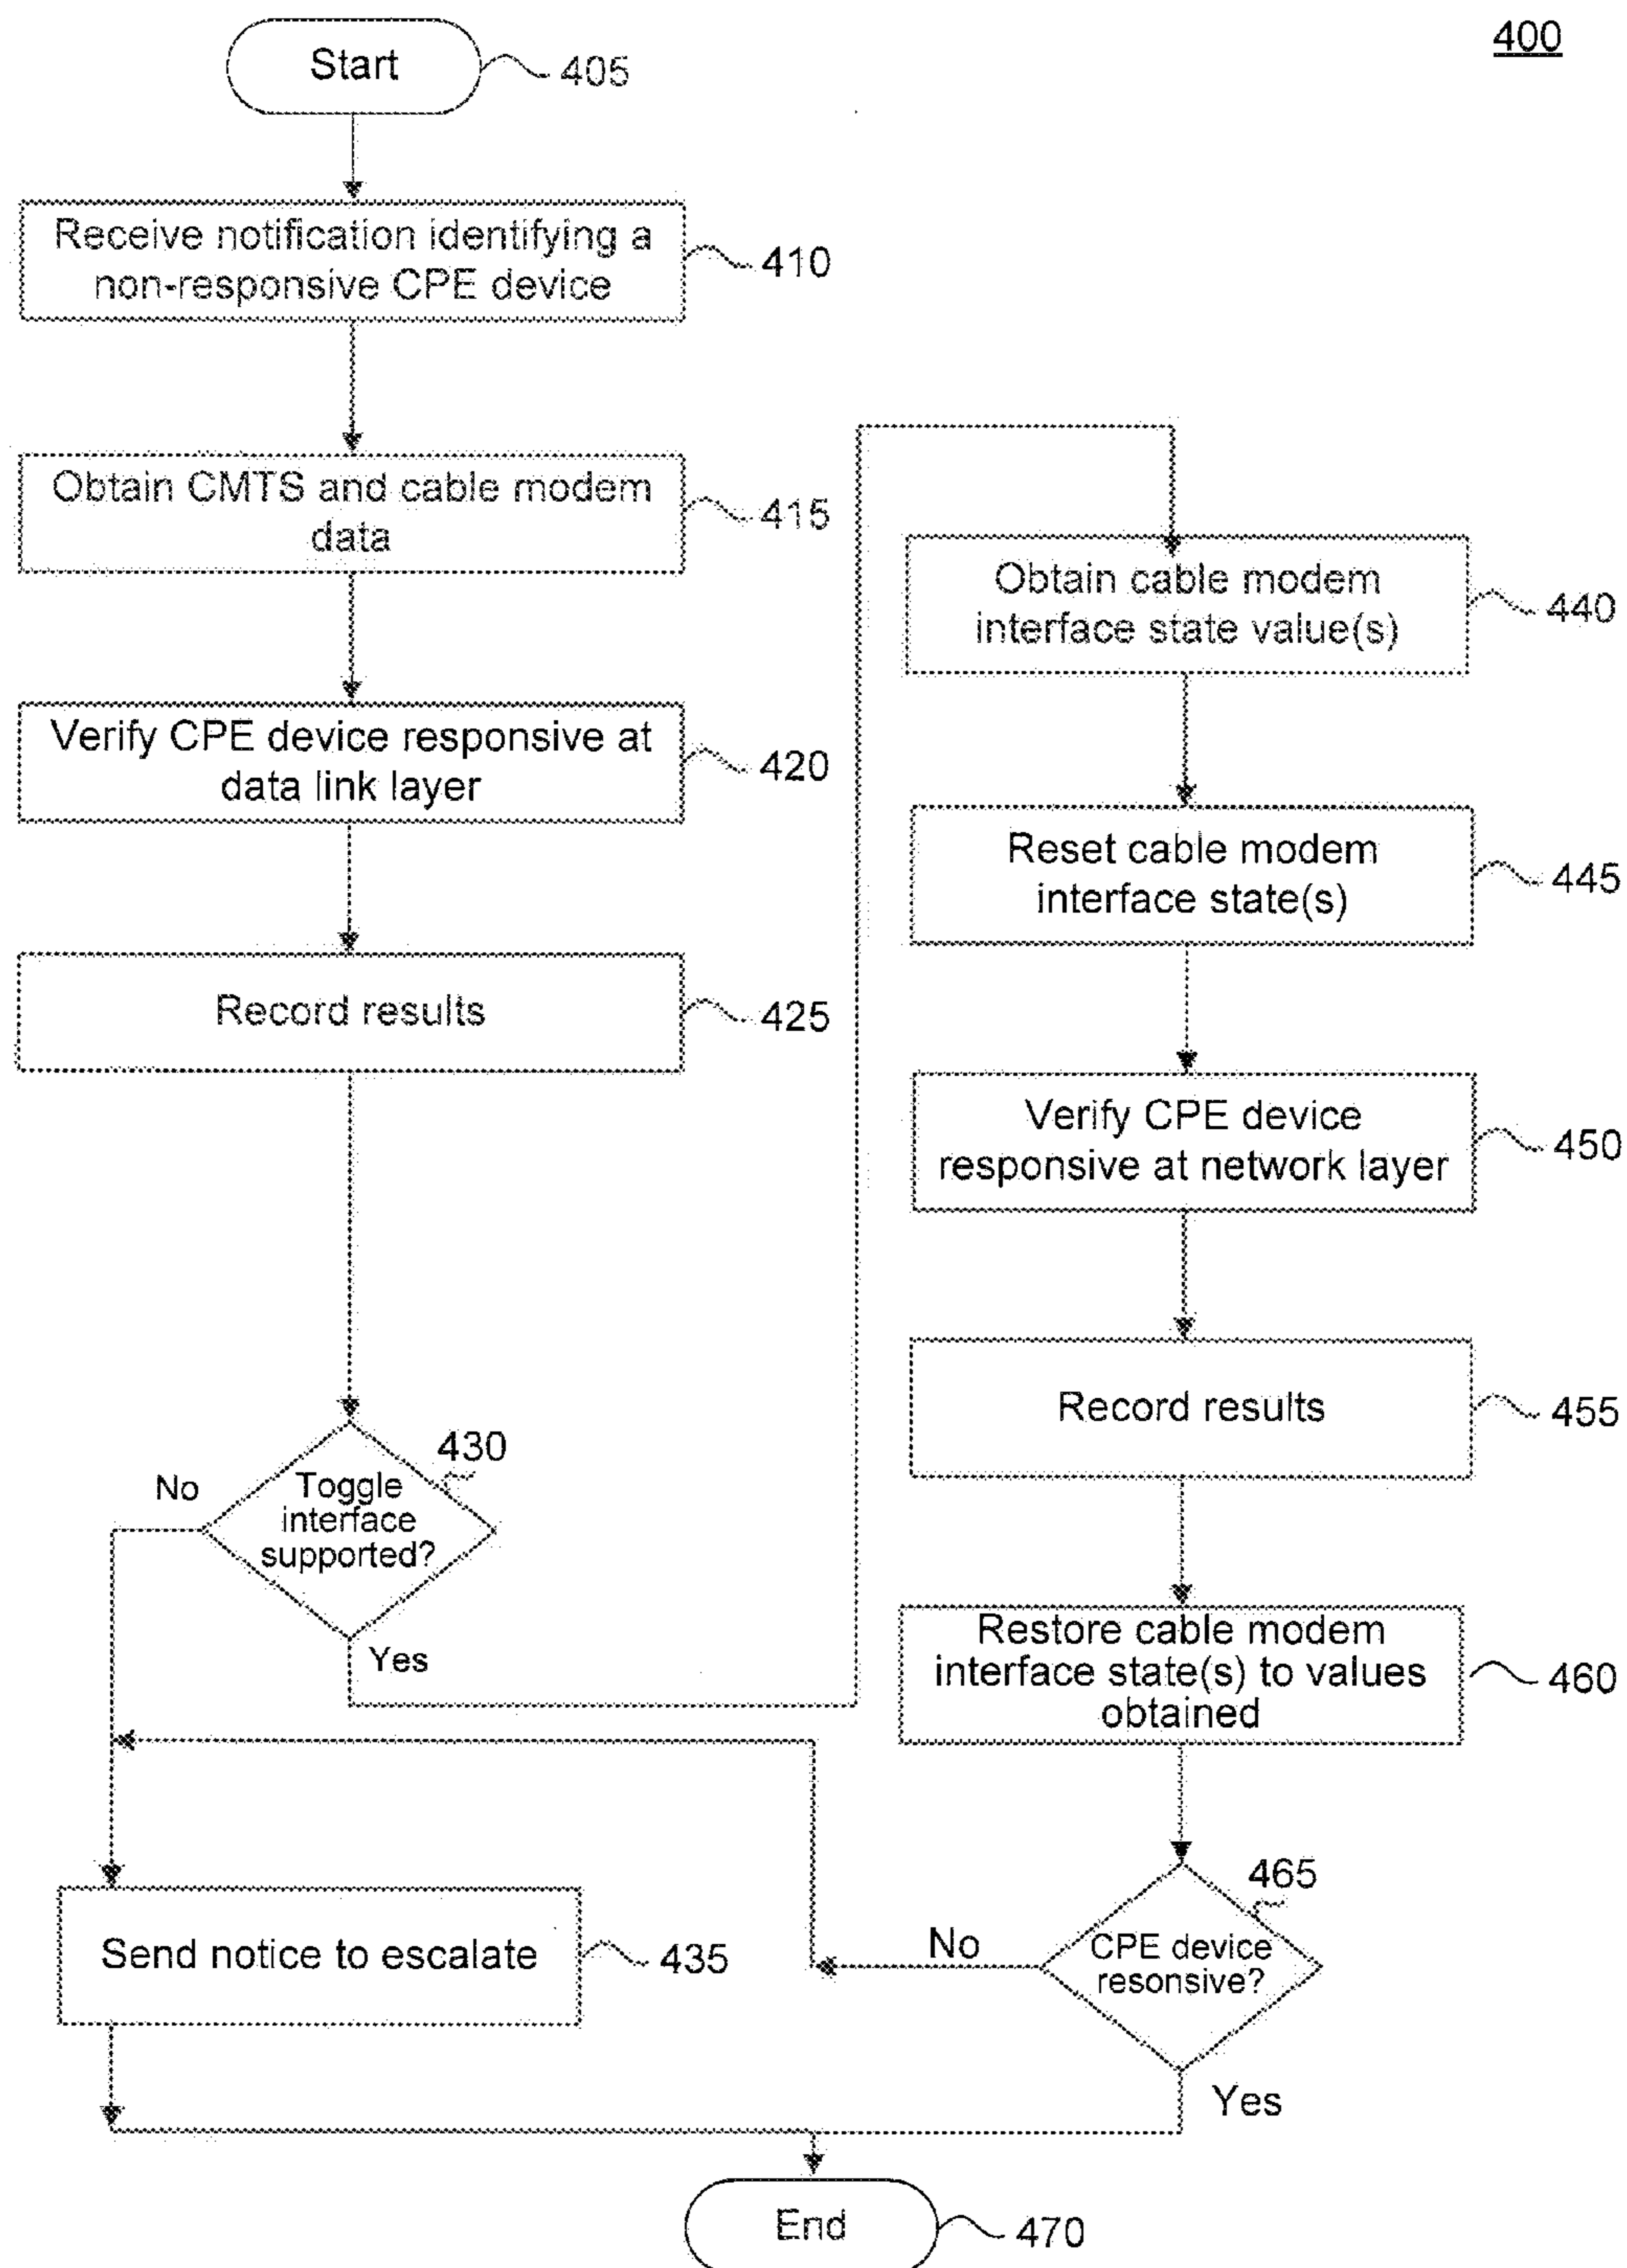 400
Start
405
Receive notification identifying a
non-responsive CPE device
410
Obtain CMTS and cable modem
data
415
Verify CPE device responsive at
data link layer
420
Record results
425
430
Toggle
interface
supported?
No
Yes
Send notice to escalate
435
Obtain cable modem
interface state value(s)
440
Reset cable modem
interface state(s)
445
Verify CPE device
responsive at network layer
450
Record results
455
Restore cable modem
interface state(s) to values
obtained
460
465
CPE device
resonsive?
No
Yes
End
470